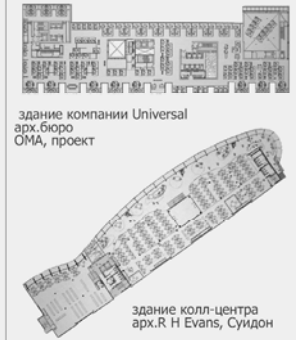 здание компании Universal
арх.бюро
OMA, проект
здание колл-центра
арх.R H Evans, Суидон